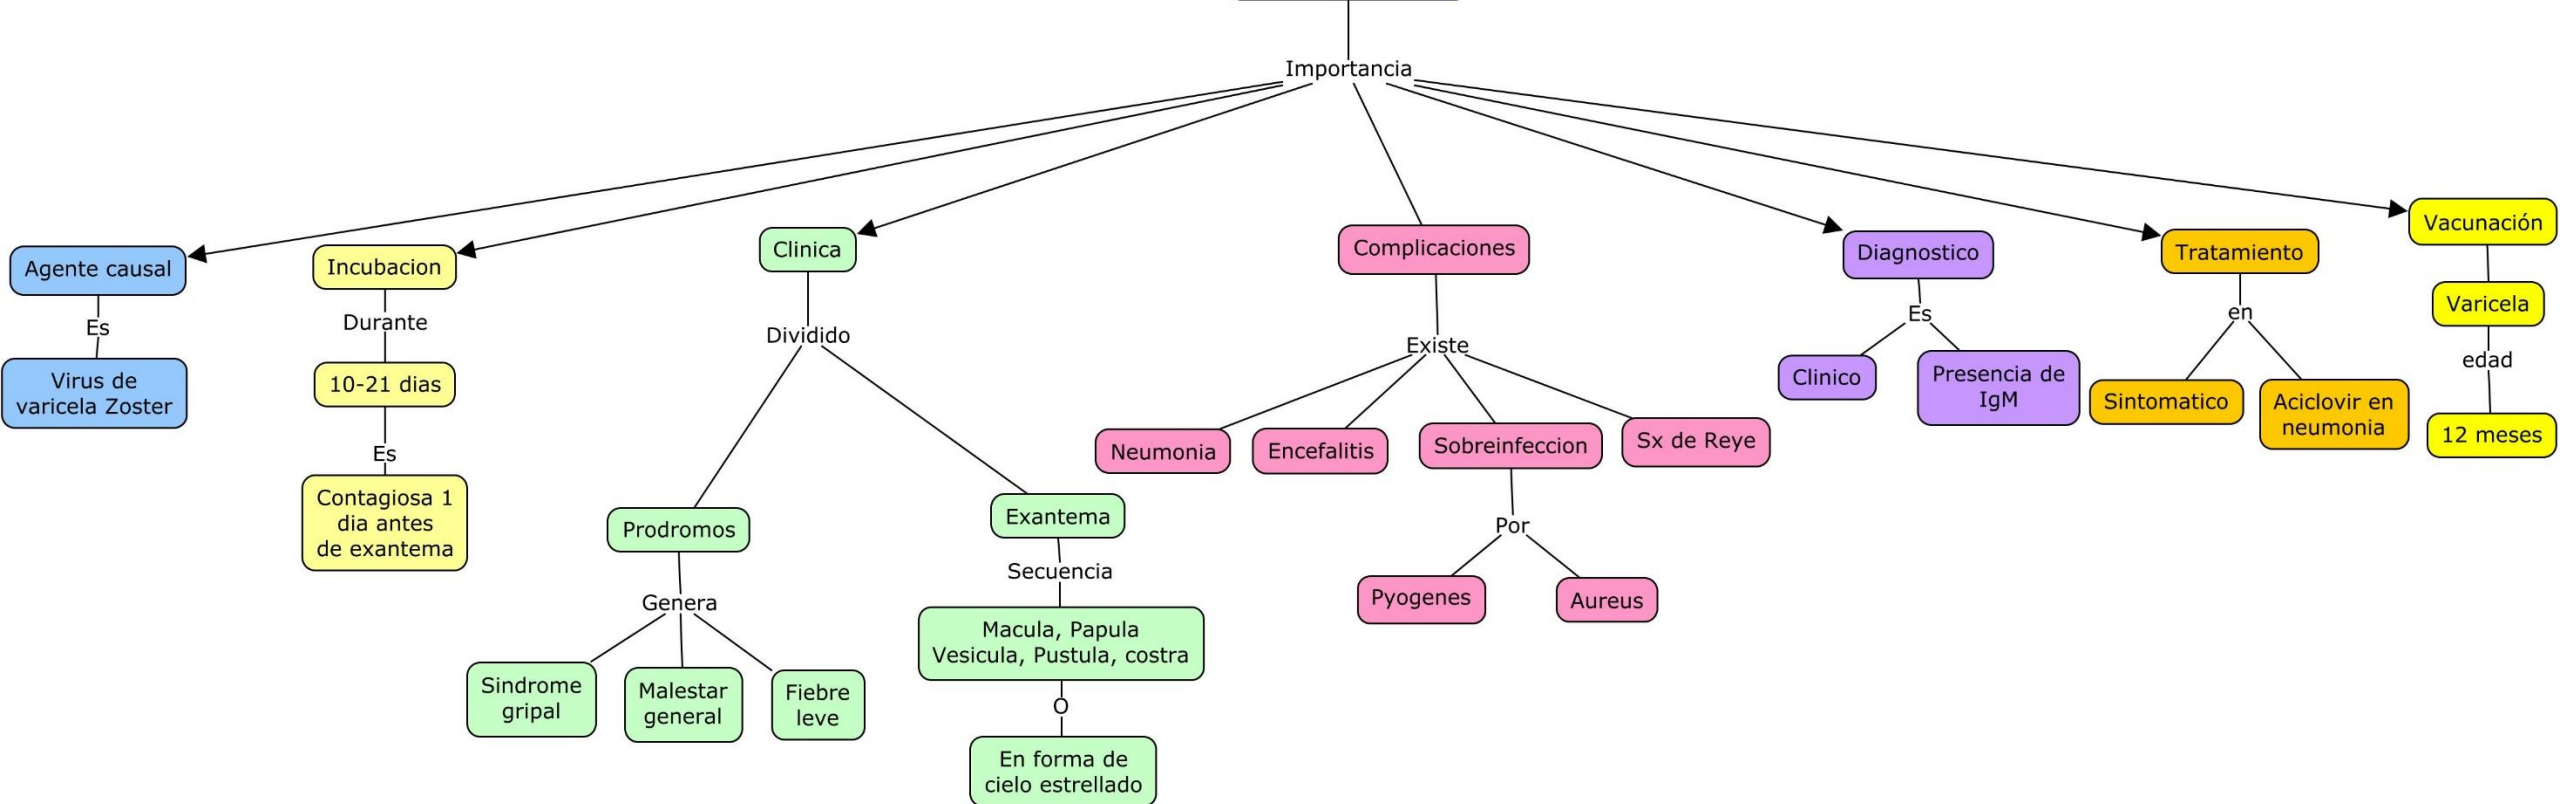 Importancia
Agente causal
Es
Virus de
varicela Zoster
Incubacion
Durante
10-21 dias
Es
Contagiosa 1
dia antes
de exantema
Clinica
Dividido
Prodromos
Genera
Sindrome
gripal
Malestar
general
Fiebre
leve
Exantema
Secuencia
Macula, Papula
Vesicula, Pustula, costra
O
En forma de
cielo estrellado
Complicaciones
Existe
Neumonia
Encefalitis
Sobreinfeccion
Sx de Reye
Por
Pyogenes
Aureus
Diagnostico
Es
Clinico
Presencia de
IgM
Tratamiento
en
Sintomatico
Aciclovir en
neumonia
Vacunación
Varicela
edad
12 meses